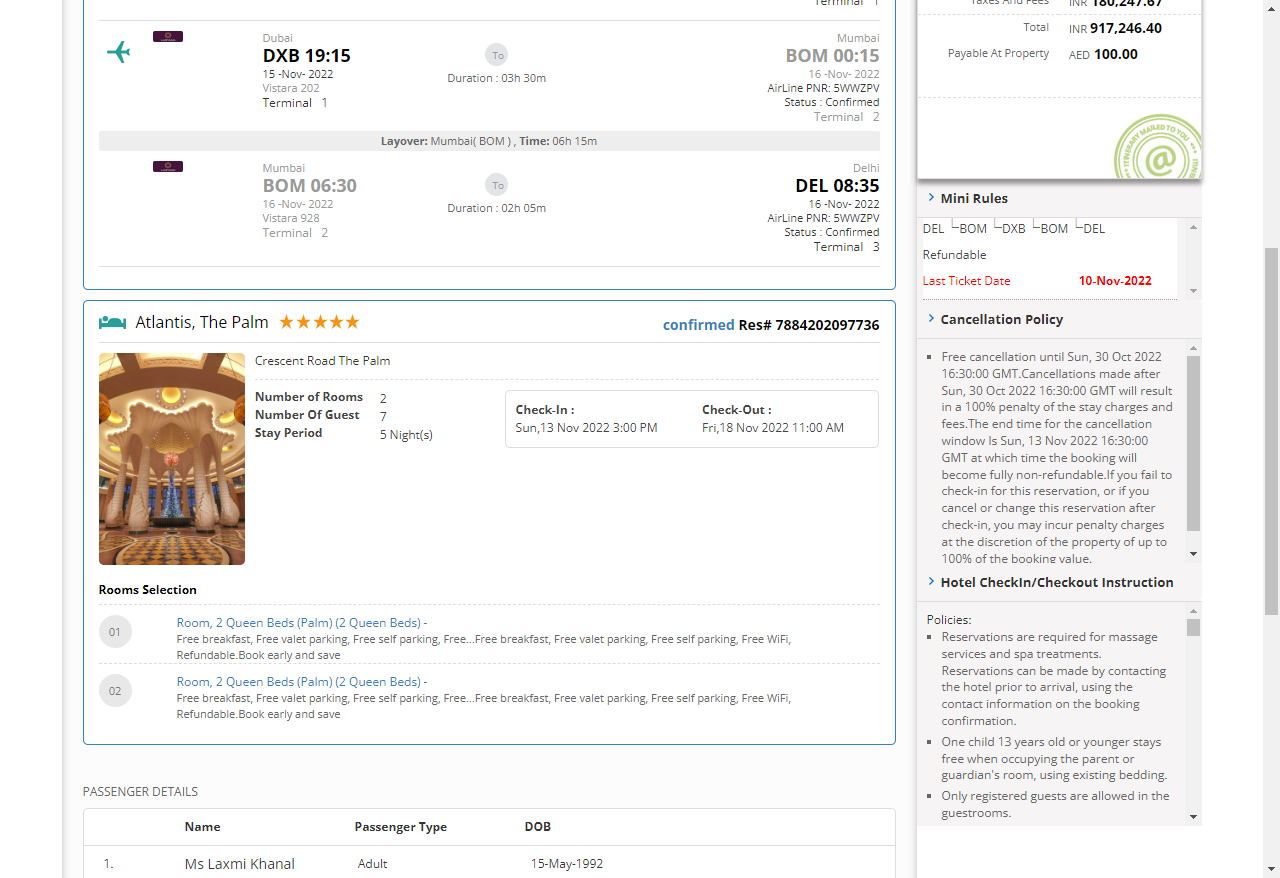 Terminal 1
Dubai
DXB 19:15
15 -Nov- 2022
Vistara 202
Terminal 1
To
Duration : 03h 30m
Mumbai
BOM 00:15
16 -Nov- 2022
AirLine PNR: 5WWZPV
Status : Confirmed
Terminal 2
Layover: Mumbai( BOM ) , Time: 06h 15m
Mumbai
BOM 06:30
16 -Nov- 2022
Vistara 928
Terminal 2
To
Duration : 02h 05m
Delhi
DEL 08:35
16 -Nov- 2022
AirLine PNR: 5WWZPV
Status : Confirmed
Terminal 3
Atlantis, The Palm
confirmed Res# 7884202097736
Crescent Road The Palm
Number of Rooms 2
Number Of Guest 7
Stay Period 5 Night(s)
Check-In :
Sun,13 Nov 2022 3:00 PM
Check-Out :
Fri,18 Nov 2022 11:00 AM
Rooms Selection
01
Room, 2 Queen Beds (Palm) (2 Queen Beds) -
Free breakfast, Free valet parking, Free self parking, Free...Free breakfast, Free valet parking, Free self parking, Free WiFi,
Refundable.Book early and save
02
Room, 2 Queen Beds (Palm) (2 Queen Beds) -
Free breakfast, Free valet parking, Free self parking, Free...Free breakfast, Free valet parking, Free self parking, Free WiFi,
Refundable.Book early and save
PASSENGER DETAILS
Name Passenger Type DOB
1. Ms Laxmi Khanal Adult 15-May-1992
Taxes And Fees INR 180,247.67
Total INR 917,246.40
Payable At Property AED 100.00
ITINERARY MAILED TO YOU
@
Mini Rules
DEL BOM DXB BOM DEL
Refundable
Last Ticket Date 10-Nov-2022
Cancellation Policy
Free cancellation until Sun, 30 Oct 2022
16:30:00 GMT.Cancellations made after
Sun, 30 Oct 2022 16:30:00 GMT will result
in a 100% penalty of the stay charges and
fees.The end time for the cancellation
window Is Sun, 13 Nov 2022 16:30:00
GMT at which time the booking will
become fully non-refundable.If you fail to
check-in for this reservation, or if you
cancel or change this reservation after
check-in, you may incur penalty charges
at the discretion of the property of up to
100% of the booking value.
Hotel CheckIn/Checkout Instruction
Policies:
Reservations are required for massage
services and spa treatments.
Reservations can be made by contacting
the hotel prior to arrival, using the
contact information on the booking
confirmation.
One child 13 years old or younger stays
free when occupying the parent or
guardian's room, using existing bedding.
Only registered guests are allowed in the
guestrooms.